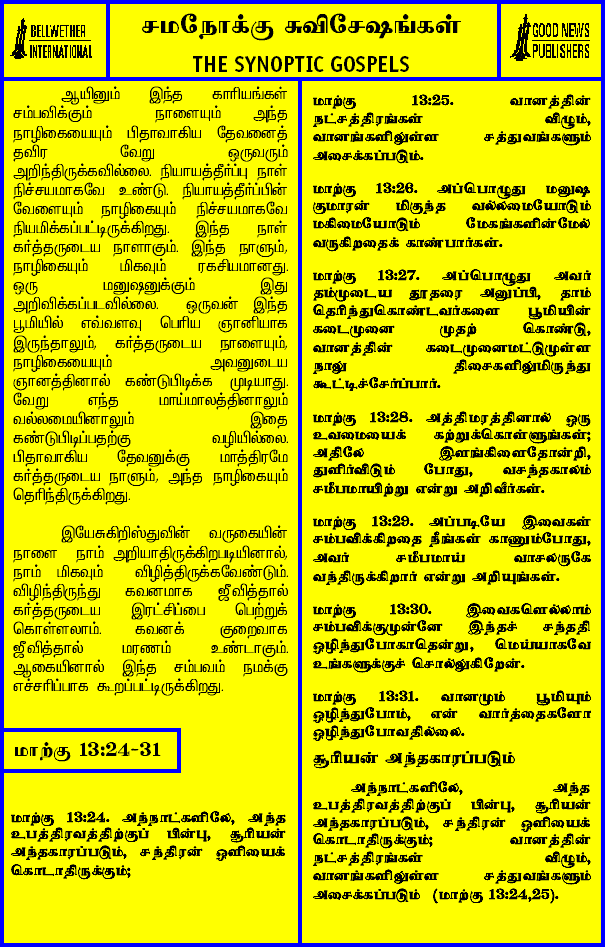 BELLWETHER
INTERNATIONAL
சமநோக்கு சுவிசேஷங்கள்
THE SYNOPTIC GOSPELS
GOOD NEWS
PUBLISHERS
ஆயினும் இந்த காரியங்கள்
சம்பவிக்கும் நாளையும் அந்த
நாழிகையையும் பிதாவாகிய தேவனைத்
தவிர வேறு ஒருவரும்
அறிந்திருக்கவில்லை. நியாயத்தீர்ப்பு நாள்
நிச்சயமாகவே உண்டு. நியாயத்தீர்ப்பின்
வேளையும் நாழிகையும் நிச்சயமாகவே
நியமிக்கப்பட்டிருக்கிறது. இந்த நாள்
கர்த்தருடைய நாளாகும். இந்த நாளும்,
நாழிகையும் மிகவும் ரகசியமானது.
ஒரு மனுஷனுக்கும் இது
அறிவிக்கப்படவில்லை. ஒருவன் இந்த
பூமியில் எவ்வளவு பெரிய ஞானியாக
இருந்தாலும், கர்த்தருடைய நாளையும்,
நாழிகையையும் அவனுடைய
ஞானத்தினால் கண்டுபிடிக்க முடியாது.
வேறு எந்த மாய்மாலத்தினாலும்
வல்லமையினாலும் இதை
கண்டுபிடிப்பதற்கு வழியில்லை.
பிதாவாகிய தேவனுக்கு மாத்திரமே
கர்த்தருடைய நாளும், அந்த நாழிகையும்
தெரிந்திருக்கிறது.
இயேசுகிறிஸ்துவின் வருகையின்
நாளை நாம் அறியாதிருக்கிறபடியினால்,
நாம் மிகவும் விழித்திருக்கவேண்டும்.
விழிந்திருந்து கவனமாக ஜீவித்தால்
கர்த்தருடைய இரட்சிப்பை பெற்றுக்
கொள்ளலாம். கவனக் குறைவாக
ஜீவித்தால் மரணம் உண்டாகும்.
ஆகையினால் இந்த சம்பவம் நமக்கு
எச்சரிப்பாக கூறப்பட்டிருக்கிறது.
மாற்கு 13:24-31
மாற்கு 13:24. அந்நாட்களிலே, அந்த
உபத்திரவத்திற்குப் பின்பு, சூரியன்
அந்தகாரப்படும், சந்திரன் ஒளியைக்
கொடாதிருக்கும்;
மாற்கு 13:25. வானத்தின்
நட்சத்திரங்கள் விழும்,
வானங்களிலுள்ள சத்துவங்களும்
அசைக்கப்படும்.
மாற்கு 13:26. அப்பொழுது மனுஷ
குமாரன் மிகுந்த வல்லமையோடும்
மகிமையோடும் மேகங்களின்மேல்
வருகிறதைக் காண்பார்கள்.
மாற்கு 13:27. அப்பொழுது அவர்
தம்முடைய தூதரை அனுப்பி, தாம்
தெரிந்துகொண்டவர்களை பூமியின்
கடைமுனை முதற் கொண்டு,
வானத்தின் கடைமுனைமட்டுமுள்ள
நாலு திசைகளிலுமிருந்து
கூட்டிச்சேர்ப்பார்.
மாற்கு 13:28. அத்திமரத்தினால் ஒரு
உவமையைக் கற்றுக்கொள்ளுங்கள்;
அதிலே இளங்கிளைதோன்றி,
துளிர்விடும் போது, வசந்தகாலம்
சமீபமாயிற்று என்று அறிவீர்கள்.
மாற்கு 13:29. அப்படியே இவைகள்
சம்பவிக்கிறதை நீங்கள் காணும்போது,
அவர் சமீபமாய் வாசலருகே
வந்திருக்கிறார் என்று அறியுங்கள்.
மாற்கு 13:30. இவைகளெல்லாம்
சம்பவிக்குமுன்னே இந்தச் சந்ததி
ஒழிந்துபோகாதென்று, மெய்யாகவே
உங்களுக்குச் சொல்லுகிறேன்.
மாற்கு 13:31. வானமும் பூமியும்
ஒழிந்துபோம், என் வார்த்தைகளோ
ஒழிந்துபோவதில்லை.
சூரியன் அந்தகாரப்படும்
அந்நாட்களிலே, அந்த
உபத்திரவத்திற்குப் பின்பு, சூரியன்
அந்தகாரப்படும், சந்திரன் ஒளியைக்
கொடாதிருக்கும்; வானத்தின்
நட்சத்திரங்கள் விழும்,
வானங்களிலுள்ள சத்துவங்களும்
அசைக்கப்படும் (மாற்கு 13:24,25).